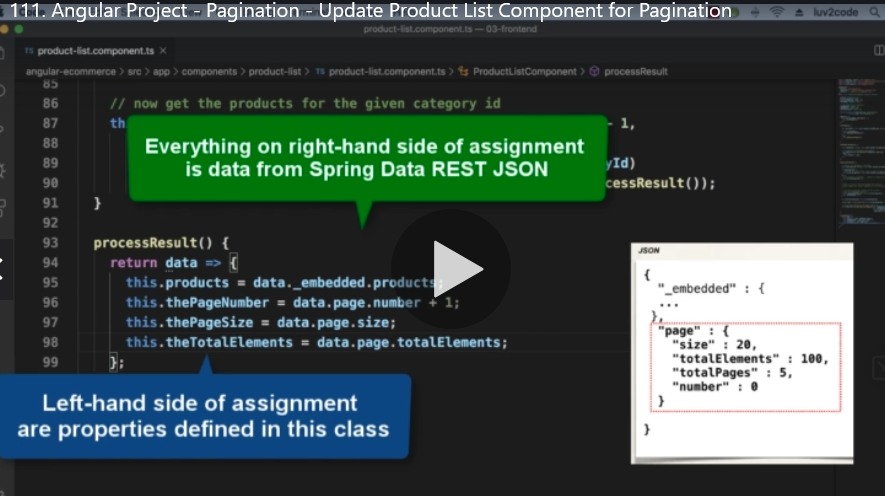 111. Angular Project - Pagination - Update Product List Component for Pagination
luv2code
product-list.component.ts — 03-frontend
TS product-list.component.ts ×
angular-ecommerce > src > app > components > product-list > TS product-list.component.ts > ProductListComponent > processResult
85
86 // now get the products for the given category id
87 th - 1,
88
89 yId)
90 cessResult());
91 }
92
93 processResult() {
94 return data => {
95 this.products = data._embedded.products;
96 this.thePageNumber = data.page.number + 1;
97 this.thePageSize = data.page.size;
98 this.theTotalElements = data.page.totalElements;
99 };
Everything on right-hand side of assignment
is data from Spring Data REST JSON
Left-hand side of assignment
are properties defined in this class
JSON
{
"_embedded" : {
...
},
"page" : {
"size" : 20,
"totalElements" : 100,
"totalPages" : 5,
"number" : 0
}
}